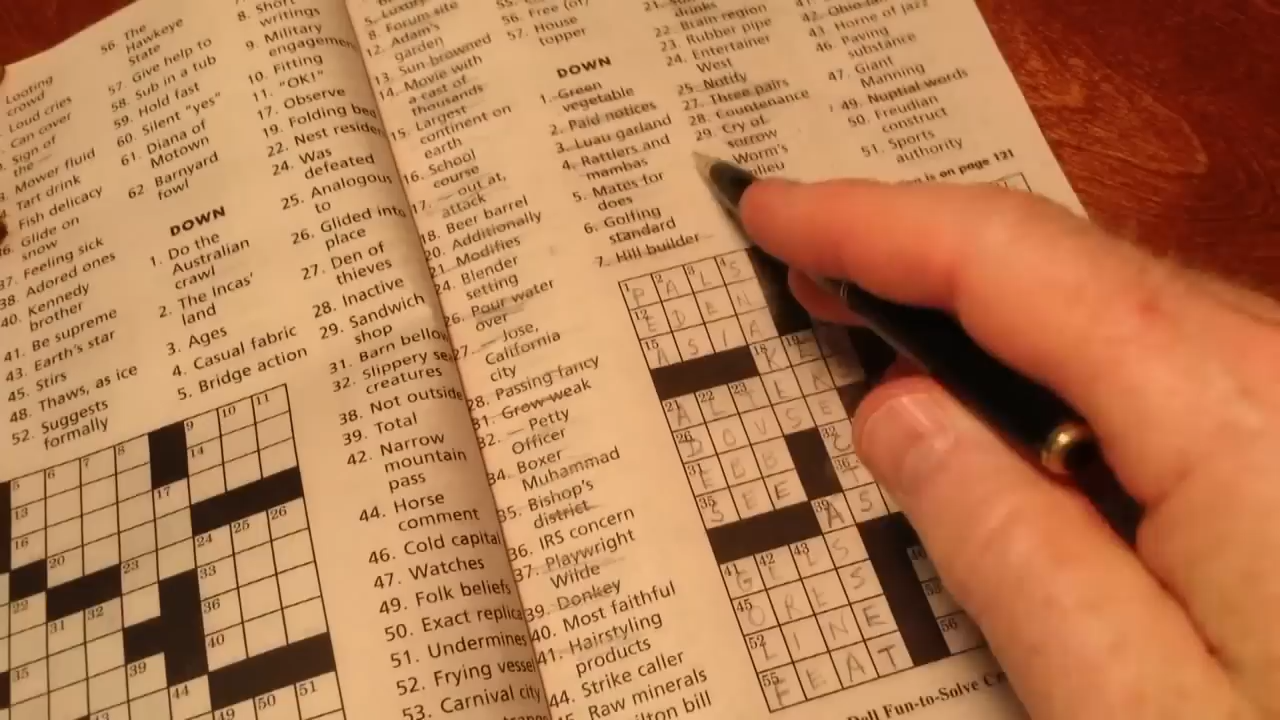 Looting
crowd
Loud cries
Can cover
Sign of
the —
Mower fluid
Tart drink
Fish delicacy
Glide on
snow
37. Feeling sick
38. Adored ones
40. Kennedy
brother
41. Be supreme
43. Earth's star
45. Stirs
48. Thaws, as ice
52. Suggests
formally
56. The
Hawkeye
State
57. Give help to
58. Sub in a tub
59. Hold fast
60. Silent "yes"
61. Diana of
Motown
62 Barnyard
fowl
DOWN
1. Do the
Australian
crawl
2. The Incas'
land
3. Ages
4. Casual fabric
5. Bridge action
8. Short
writings
9. Military
engagement
10. Fitting
11. "OK!"
17. Observe
19. Folding bed
22. Nest resident
24. Was
defeated
25. Analogous
to
26. Glided into
place
27. Den of
thieves
28. Inactive
29. Sandwich
shop
31. Barn bellow
32. Slippery sea
creatures
38. Not outside
39. Total
42. Narrow
mountain
pass
44. Horse
comment
46. Cold capital
47. Watches
49. Folk beliefs
50. Exact replica
51. Undermines
52. Frying vessel
53. Carnival city
5. Luxury
8. Forum site
12. Adam's
garden
13. Sun-browned
14. Movie with
a cast of
thousands
15. Largest
continent on
earth
16. School
course
17. — out at,
attack
18. Beer barrel
20. Additionally
21. Modifies
24. Blender
setting
26. Pour water
over
27. — Jose,
California
city
28. Passing fancy
31. Grow weak
32. — Petty
Officer
34. Boxer
Muhammad
35. Bishop's
district
36. IRS concern
37. Playwright
Wilde
39. Donkey
40. Most faithful
41. Hairstyling
products
44. Strike caller
45. Raw minerals
56. Free (of)
57. House
topper
DOWN
1. Green
vegetable
2. Paid notices
3. Luau garland
4. Rattlers and
mambas
5. Mates for
does
6. Golfing
standard
7. Hill builder
drinks
22. Brain region
23. Rubber pipe
24. Entertainer
West
25. Notify
27. Three pairs
28. Countenance
29. Cry of
sorrow
Worm's
43. Horne of jazz
46. Paving
substance
47. Giant
Manning
49. Nuptial words
50. Freudian
construct
51. Sports
authority
is on page 121
P A L S
E D E N
A S I A
K E
A L T E R
D O U S E
E B B
S E E
A S
G E L S
O R E S
L I N E
F E A T
Dell Fun-to-Solve